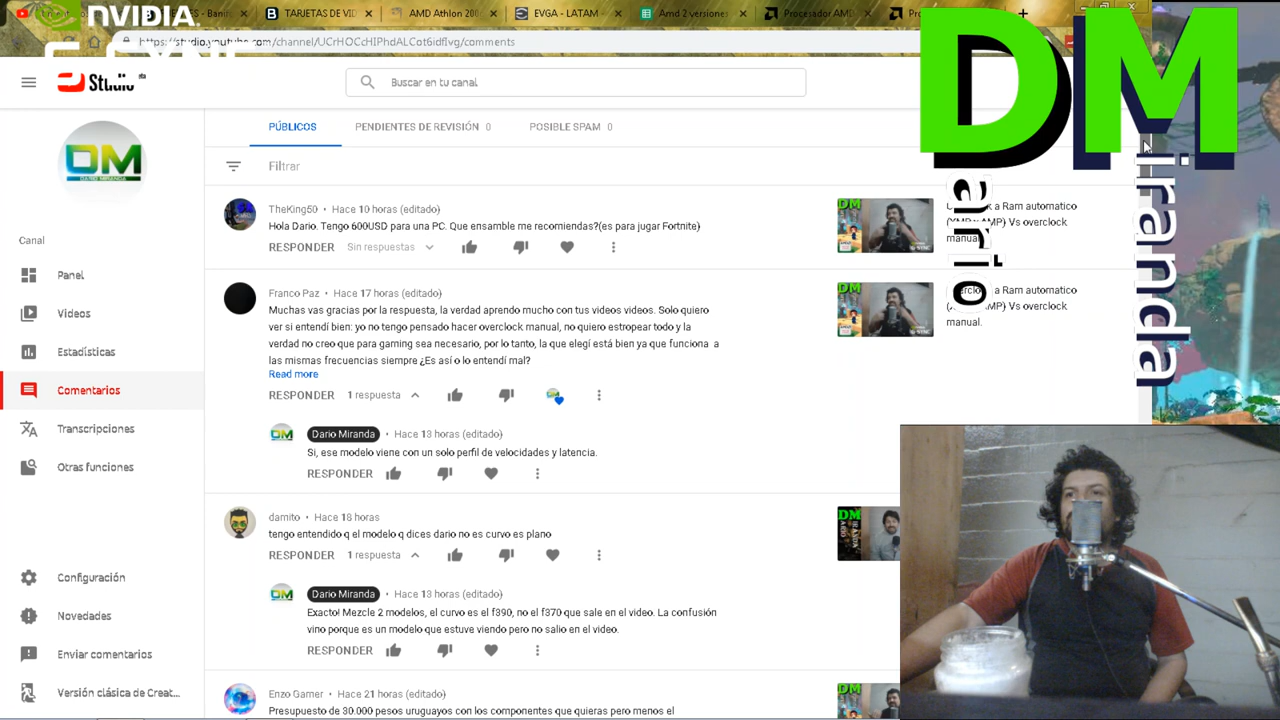 NVIDIA.
TARJETAS DE VID
AMD Athlon 200
EVGA - LATAM -
Amd 2 versiones
Procesador AMD
https://studio.youtube.com/channel/UCrHOCcHIPhdALCot6idflvg/comments
Studio
Buscar en tu canal
DM
ario
iranda
PÚBLICOS
PENDIENTES DE REVISIÓN 0
POSIBLE SPAM 0
Filtrar
DM
Canal
Panel
Videos
Estadísticas
Comentarios
Transcripciones
Otras funciones
Configuración
Novedades
Enviar comentarios
Versión clásica de Creat...
TheKing50 • Hace 10 horas (editado)
Hola Dario. Tengo 600USD para una PC. Que ensamble me recomiendas?(es para jugar Fortnite)
RESPONDER Sin respuestas
a Ram automatico
(XMP x AMP) Vs overclock
manual.
Franco Paz • Hace 17 horas (editado)
Muchas vas gracias por la respuesta, la verdad aprendo mucho con tus videos videos. Solo quiero
ver si entendí bien: yo no tengo pensado hacer overclock manual, no quiero estropear todo y la
verdad no creo que para gaming sea necesario, por lo tanto, la que elegí está bien ya que funciona a
las mismas frecuencias siempre ¿Es así o lo entendí mal?
Read more
RESPONDER 1 respuesta
a Ram automatico
AMP) Vs overclock
manual.
DM Dario Miranda • Hace 13 horas (editado)
Si, ese modelo viene con un solo perfil de velocidades y latencia.
RESPONDER
damito • Hace 18 horas
tengo entendido q el modelo q dices dario no es curvo es plano
RESPONDER 1 respuesta
DM Dario Miranda • Hace 13 horas (editado)
Exacto! Mezcle 2 modelos, el curvo es el f390, no el f370 que sale en el video. La confusión
vino porque es un modelo que estuve viendo pero no salio en el video.
RESPONDER
Enzo Gamer • Hace 21 horas (editado)
Presupuesto de 30.000 pesos uruguayos con los componentes que quieras pero menos el